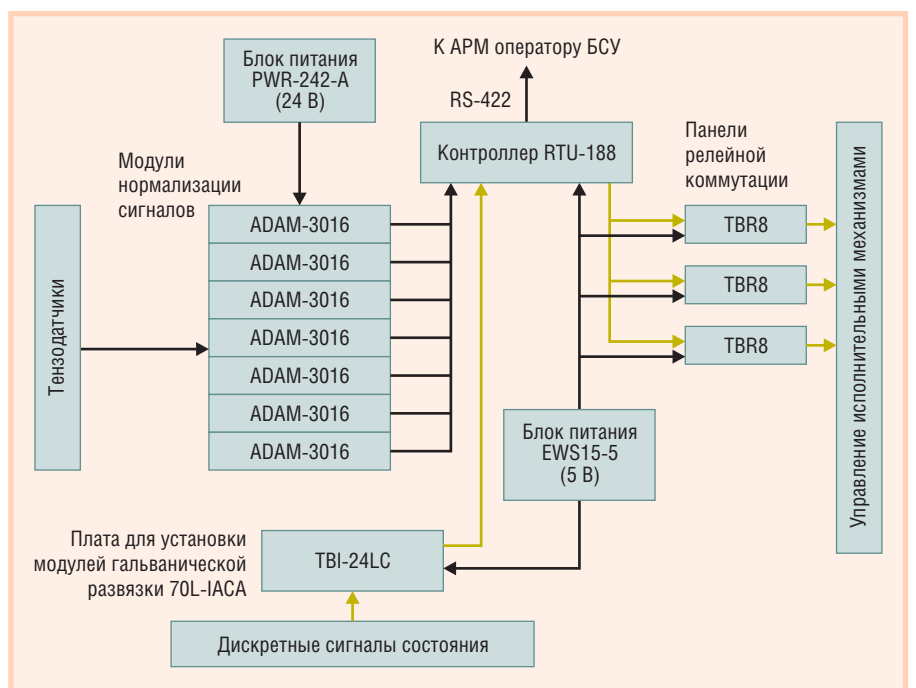 Блок питания
PWR-242-A
(24 В)
К АРМ оператору БСУ
RS-422
Контроллер RTU-188
Панели
релейной
коммутации
Модули
нормализации
сигналов
Тензодатчики
ADAM-3016
ADAM-3016
ADAM-3016
ADAM-3016
ADAM-3016
ADAM-3016
ADAM-3016
TBR8
TBR8
TBR8
Управление исполнительными механизмами
Блок питания
EWS15-5
(5 В)
Плата для установки
модулей гальванической
развязки 70L-IACA
TBI-24LC
Дискретные сигналы состояния